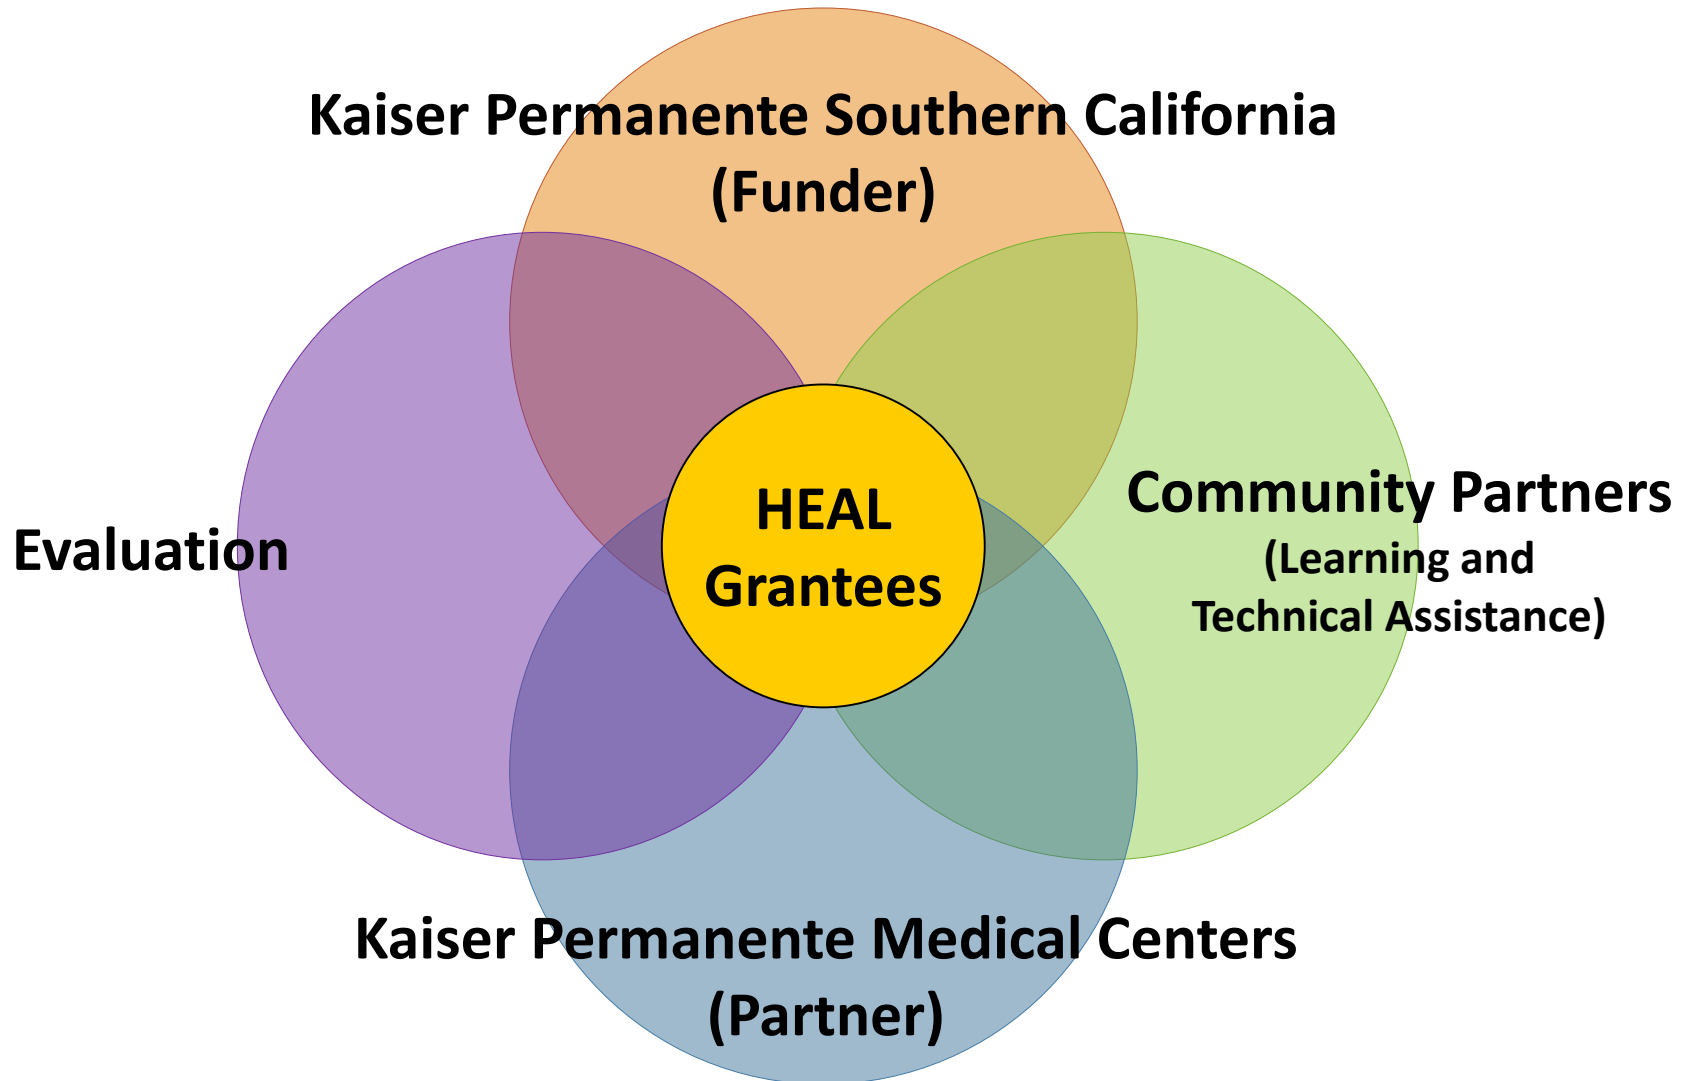 Kaiser Permanente Southern California
(Funder)
Evaluation
HEAL
Grantees
Community Partners
(Learning and
Technical Assistance)
Kaiser Permanente Medical Centers
(Partner)